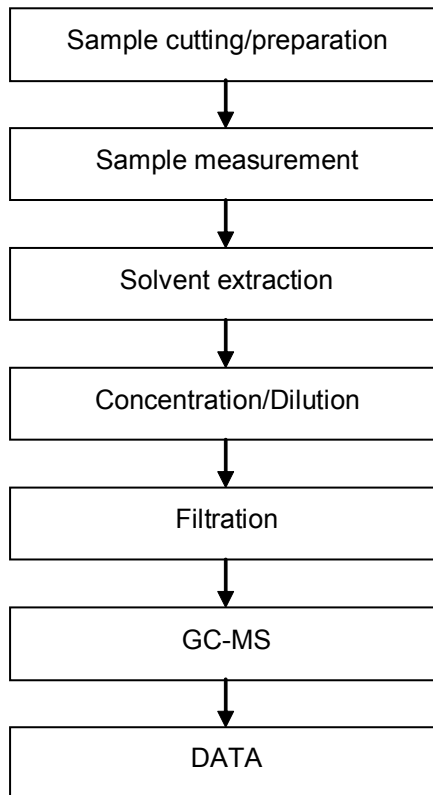 Sample cutting/preparation
Sample measurement
Solvent extraction
Concentration/Dilution
Filtration
GC-MS
DATA